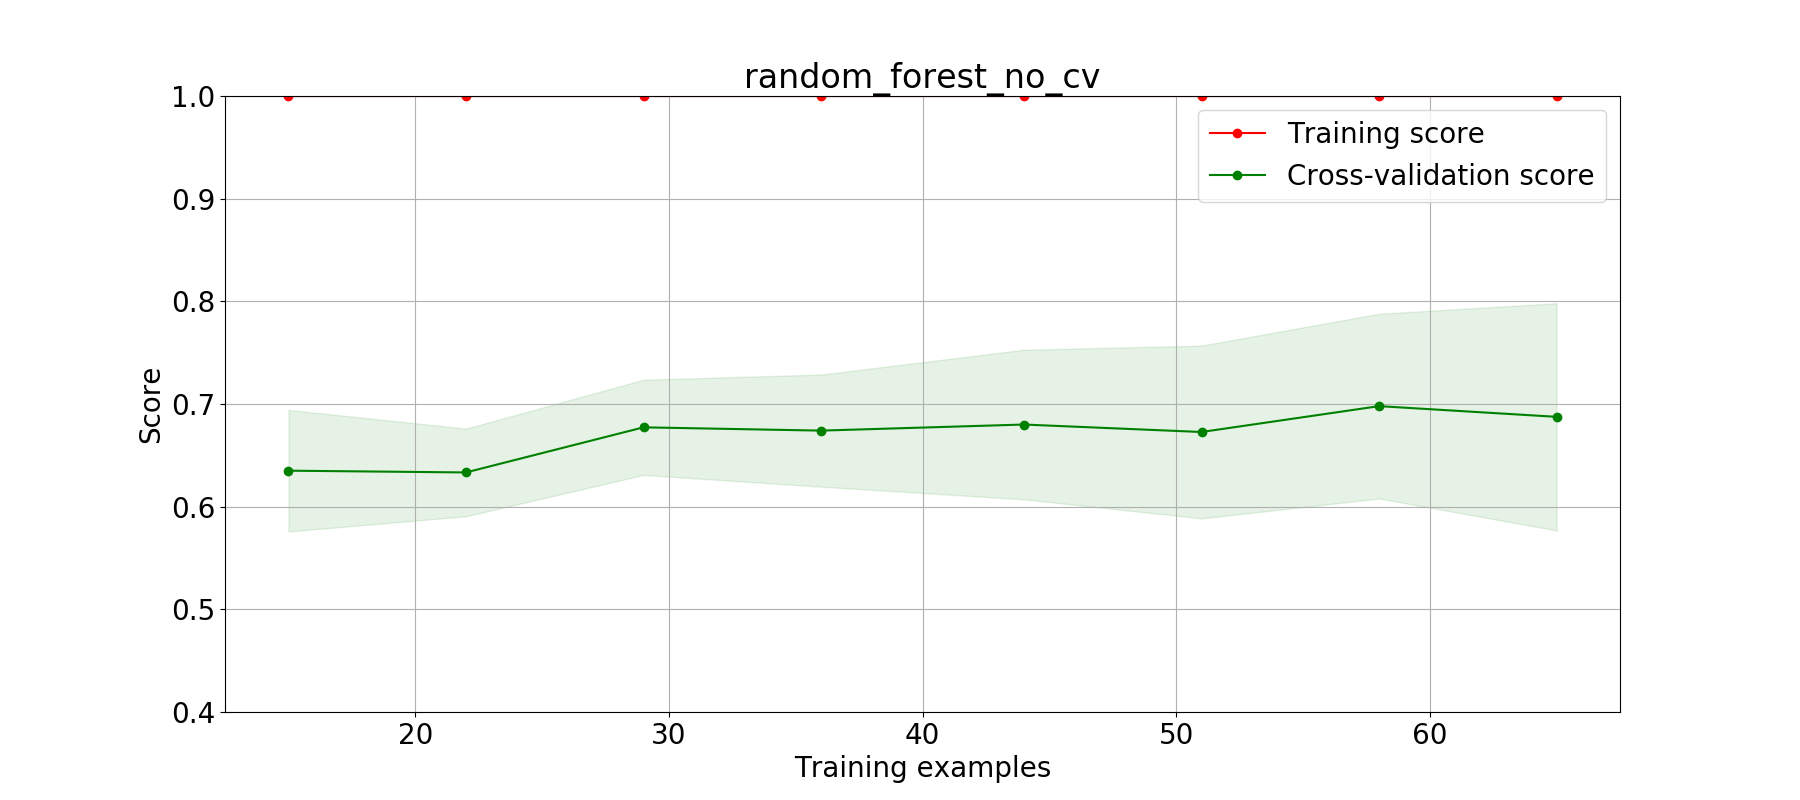 random_forest_no_cv
1.0
0.9
0.8
0.7
0.6
0.5
0.4
Score
Training score
Cross-validation score
20 30 40 50 60
Training examples